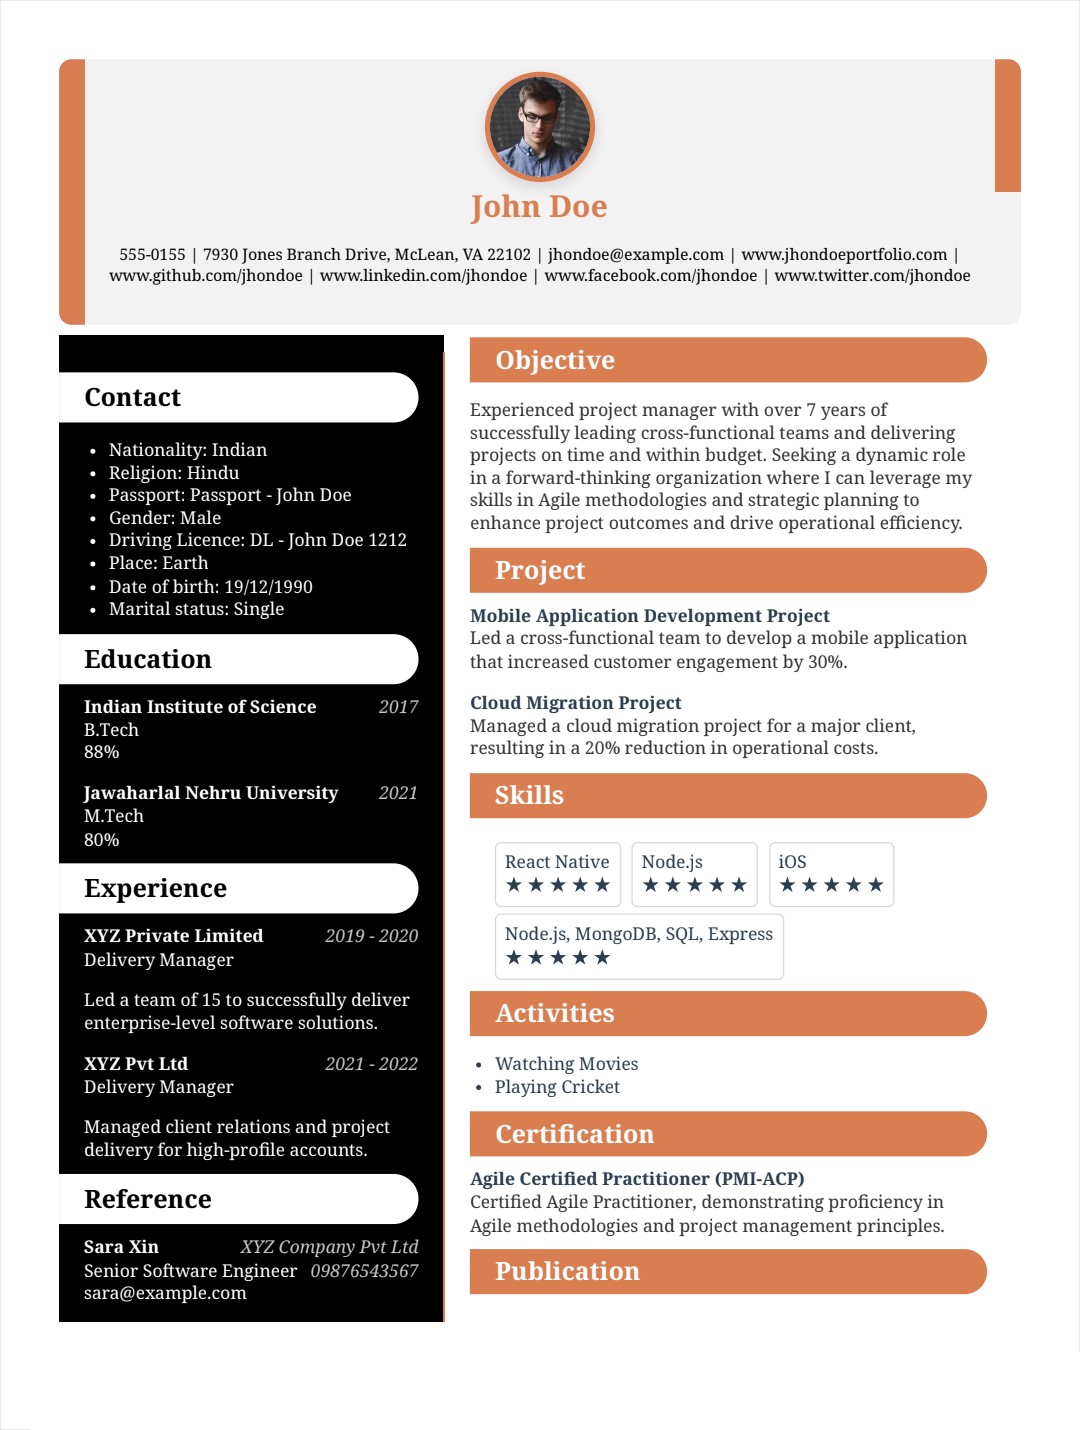 John Doe
555-0155 | 7930 Jones Branch Drive, McLean, VA 22102 | jhondoe@example.com | www.jhondoeportfolio.com |
www.github.com/jhondoe | www.linkedin.com/jhondoe | www.facebook.com/jhondoe | www.twitter.com/jhondoe
Contact
• Nationality: Indian
• Religion: Hindu
• Passport: Passport - John Doe
• Gender: Male
• Driving Licence: DL - John Doe 1212
• Place: Earth
• Date of birth: 19/12/1990
• Marital status: Single
Education
Indian Institute of Science 2017
B.Tech
88%
Jawaharlal Nehru University 2021
M.Tech
80%
Experience
XYZ Private Limited 2019 - 2020
Delivery Manager
Led a team of 15 to successfully deliver
enterprise-level software solutions.
XYZ Pvt Ltd 2021 - 2022
Delivery Manager
Managed client relations and project
delivery for high-profile accounts.
Reference
Sara Xin XYZ Company Pvt Ltd
Senior Software Engineer 09876543567
sara@example.com
Objective
Experienced project manager with over 7 years of
successfully leading cross-functional teams and delivering
projects on time and within budget. Seeking a dynamic role
in a forward-thinking organization where I can leverage my
skills in Agile methodologies and strategic planning to
enhance project outcomes and drive operational efficiency.
Project
Mobile Application Development Project
Led a cross-functional team to develop a mobile application
that increased customer engagement by 30%.
Cloud Migration Project
Managed a cloud migration project for a major client,
resulting in a 20% reduction in operational costs.
Skills
React Native Node.js iOS
★★★★★ ★★★★★ ★★★★★
Node.js, MongoDB, SQL, Express
★★★★★
Activities
• Watching Movies
• Playing Cricket
Certification
Agile Certified Practitioner (PMI-ACP)
Certified Agile Practitioner, demonstrating proficiency in
Agile methodologies and project management principles.
Publication